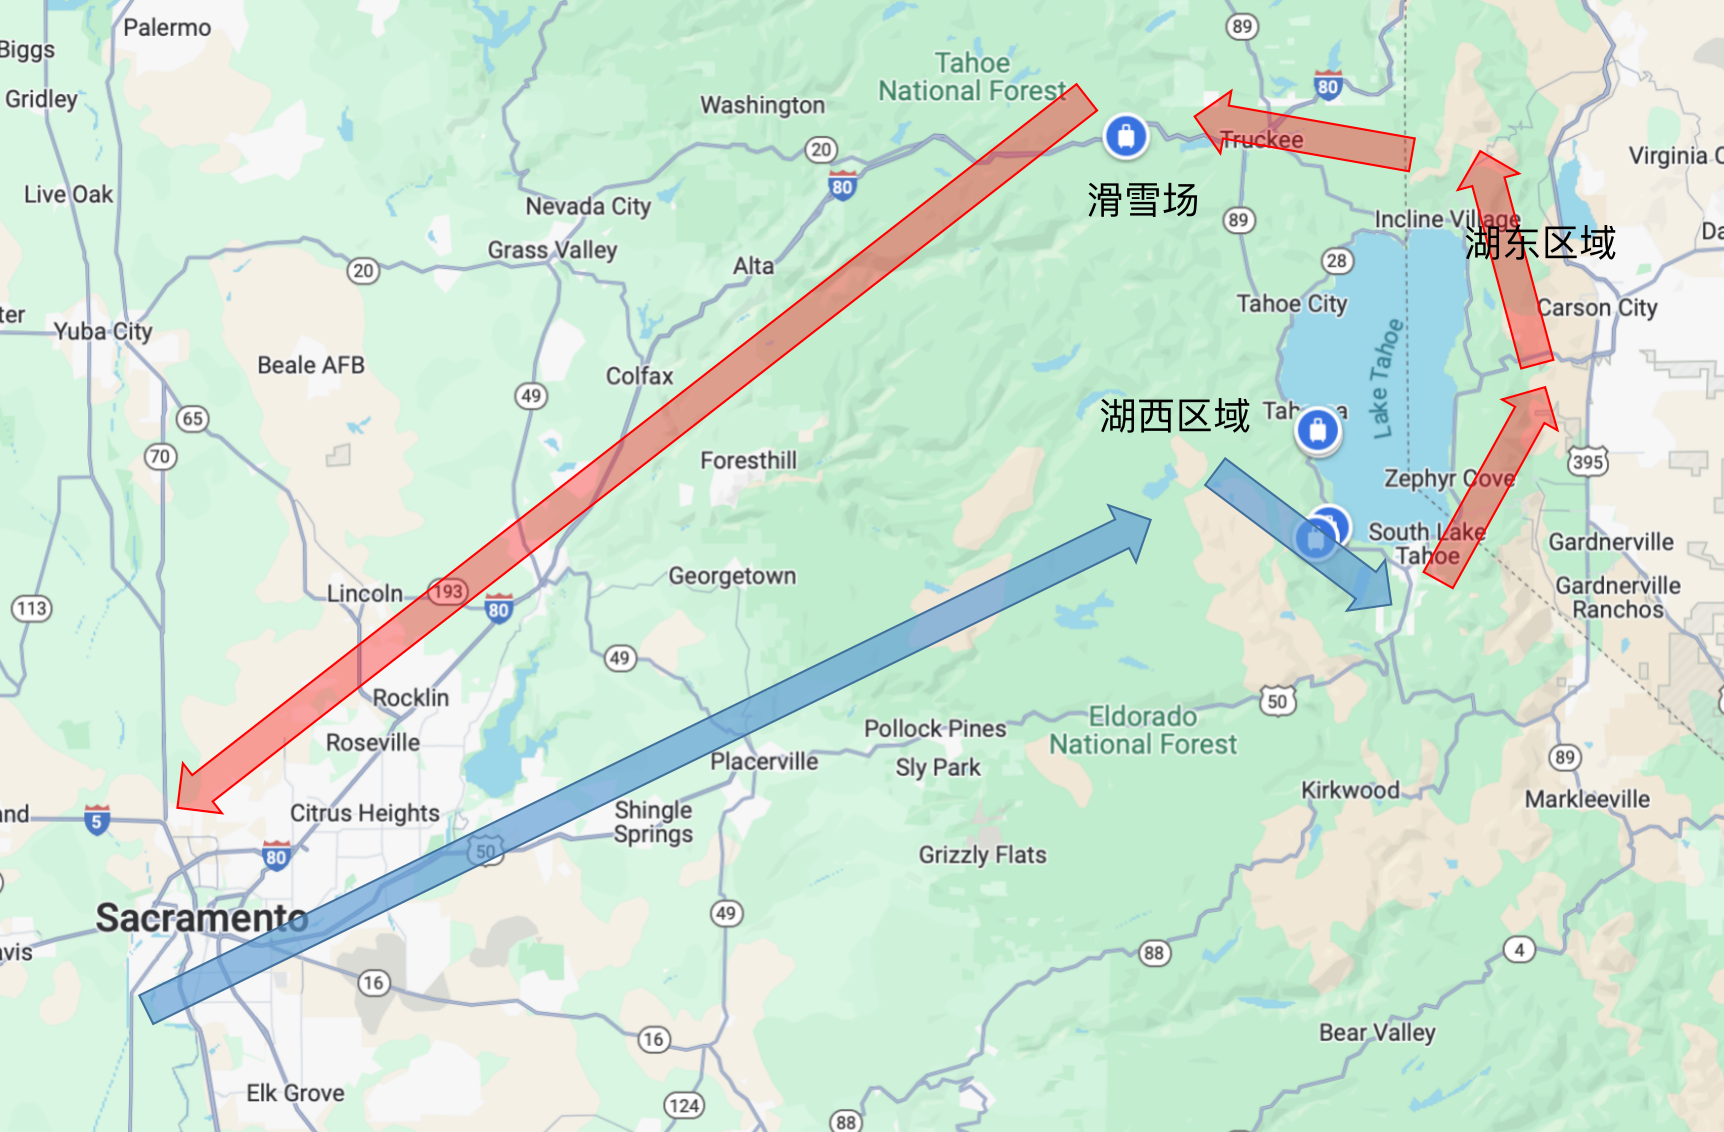 Palermo
Biggs
Gridley
Live Oak
Yuba City
Beale AFB
Washington
Tahoe
National Forest
89
80
20
80
Truckee
Nevada City
Grass Valley
滑雪场
89
Incline Village
湖东区域
Virginia C
Da
20
Alta
28
Tahoe City
Carson City
Lake Tahoe
Colfax
49
65
70
湖西区域
Foresthill
Zephyr Cove
395
South Lake
Tahoe
Gardnerville
Georgetown
Gardnerville
Ranchos
Lincoln
193
80
113
49
Rocklin
Roseville
50
Eldorado
National Forest
Pollock Pines
Placerville
Sly Park
89
Kirkwood
Markleeville
5
Citrus Heights
Shingle
Springs
80
50
Grizzly Flats
Sacramento
49
88
4
16
16
Bear Valley
Elk Grove
124
88